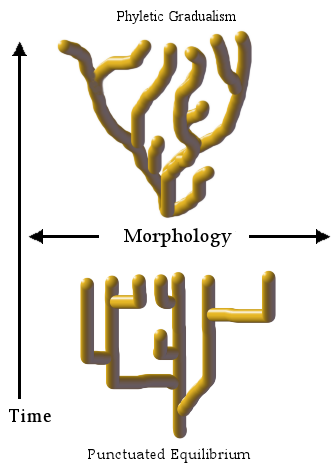 Phyletic Gradualism
Morphology
Time
Punctuated Equilibrium